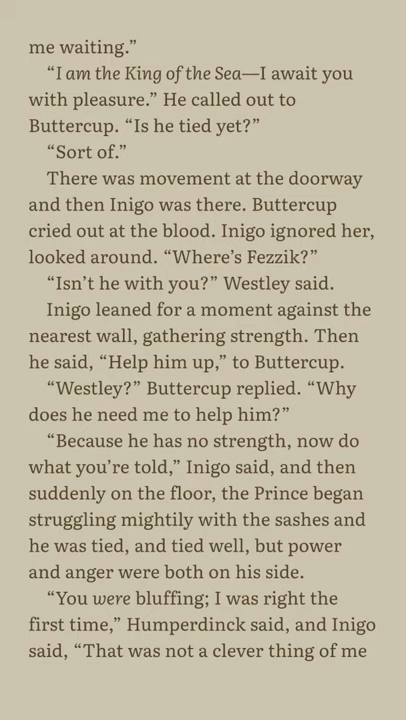 me waiting.”
“I am the King of the Sea—I await you
with pleasure.” He called out to
Buttercup. “Is he tied yet?”
“Sort of.”
There was movement at the doorway
and then Inigo was there. Buttercup
cried out at the blood. Inigo ignored her,
looked around. “Where’s Fezzik?”
“Isn’t he with you?” Westley said.
Inigo leaned for a moment against the
nearest wall, gathering strength. Then
he said, “Help him up,” to Buttercup.
“Westley?” Buttercup replied. “Why
does he need me to help him?”
“Because he has no strength, now do
what you’re told,” Inigo said, and then
suddenly on the floor, the Prince began
struggling mightily with the sashes and
he was tied, and tied well, but power
and anger were both on his side.
“You were bluffing; I was right the
first time,” Humperdinck said, and Inigo
said, “That was not a clever thing of me